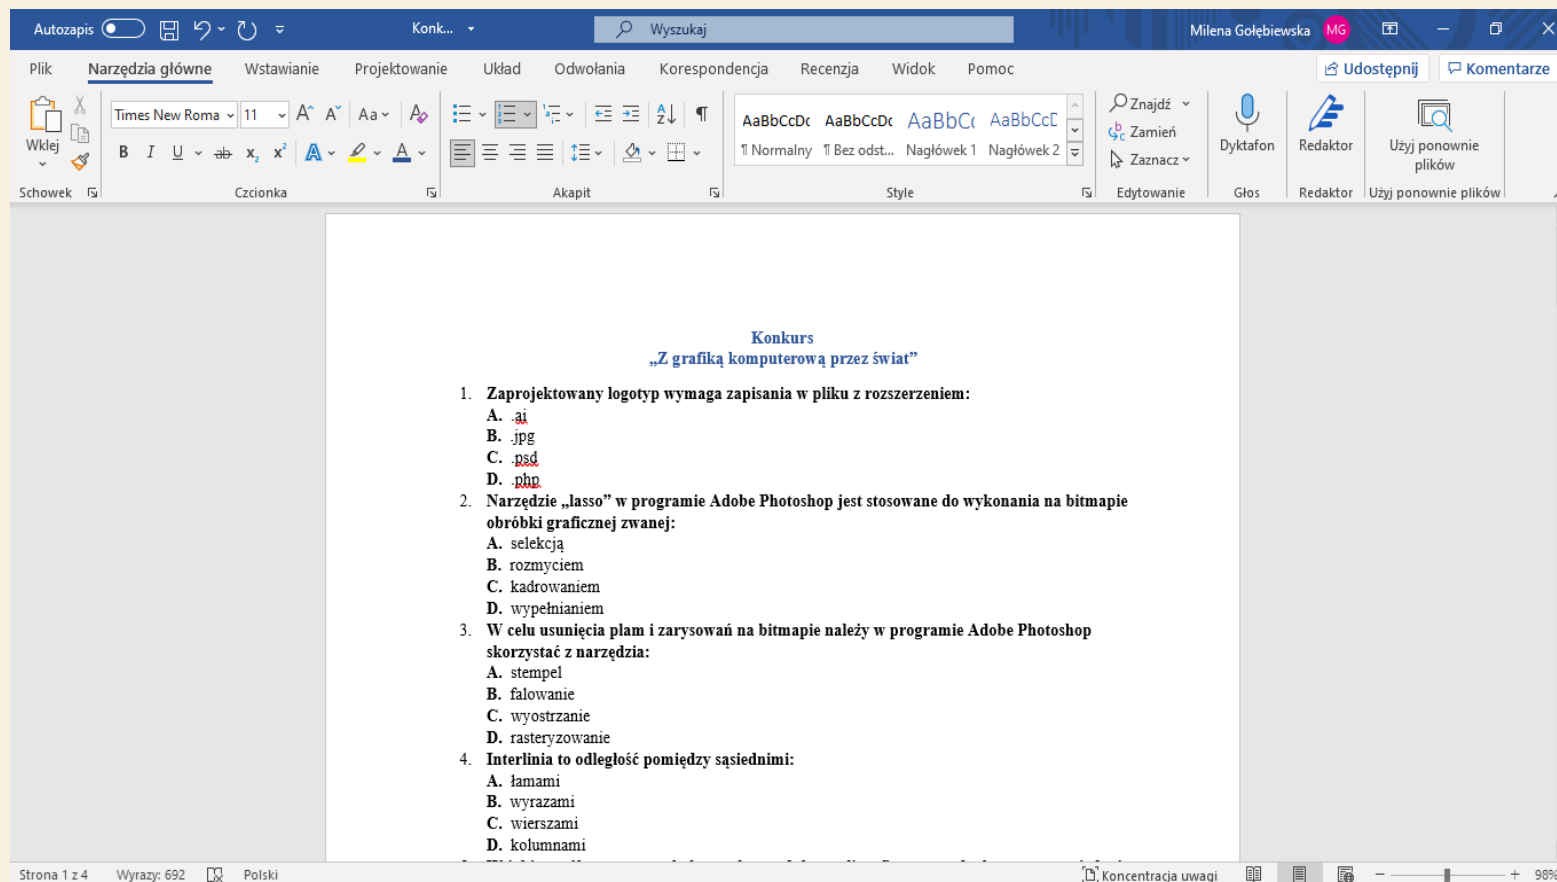 Autozapis
Konk...
Wyszukaj
Milena Gołębiewska MG
Plik Narzędzia główne Wstawianie Projektowanie Układ Odwołania Korespondencja Recenzja Widok Pomoc Udostępnij Komentarze
Wklej
Times New Roma 11
AaBbCcDc AaBbCcDc AaBbCc AaBbCcD
¶ Normalny ¶ Bez odst... Nagłówek 1 Nagłówek 2
Znajdź
Zamień
Zaznacz
Dyktafon
Redaktor
Użyj ponownie
plików
Schowek Czcionka Akapit Style Edytowanie Głos Redaktor Użyj ponownie plików
Konkurs
„Z grafiką komputerową przez świat”
1. Zaprojektowany logotyp wymaga zapisania w pliku z rozszerzeniem:
A. .ai
B. .jpg
C. .psd
D. .php
2. Narzędzie „lasso” w programie Adobe Photoshop jest stosowane do wykonania na bitmapie
obróbki graficznej zwanej:
A. selekcją
B. rozmyciem
C. kadrowaniem
D. wypełnianiem
3. W celu usunięcia plam i zarysowań na bitmapie należy w programie Adobe Photoshop
skorzystać z narzędzia:
A. stempel
B. falowanie
C. wyostrzanie
D. rasteryzowanie
4. Interlinia to odległość pomiędzy sąsiednimi:
A. łamami
B. wyrazami
C. wierszami
D. kolumnami
Strona 1 z 4 Wyrazy: 692 Polski Koncentracja uwagi 98%